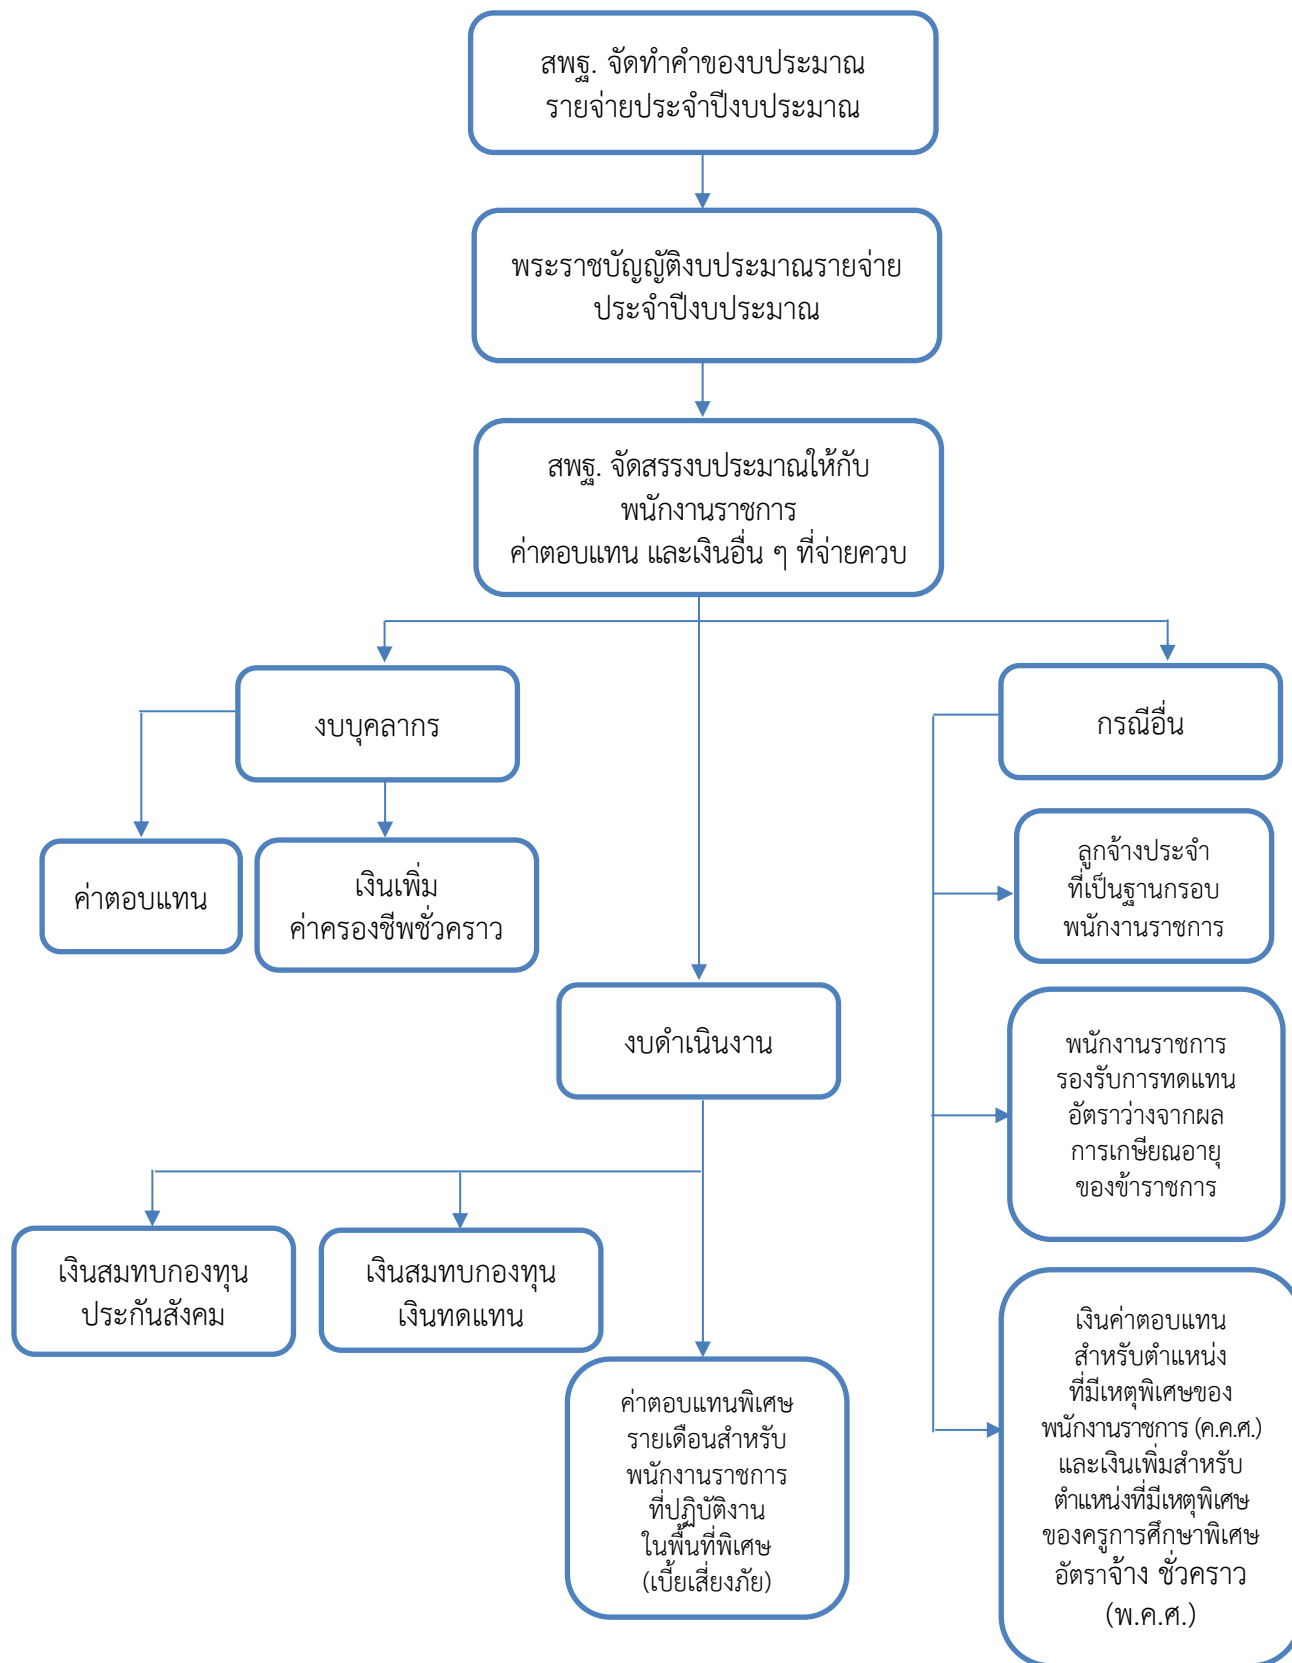 สพฐ. จัดทำคำของบประมาณ
รายจ่ายประจำปีงบประมาณ
พระราชบัญญัติงบประมาณรายจ่าย
ประจำปีงบประมาณ
สพฐ. จัดสรรงบประมาณให้กับ
พนักงานราชการ
ค่าตอบแทน และเงินอื่น ๆ ที่จ่ายควบ
งบบุคลากร
กรณีอื่น
ค่าตอบแทน
เงินเพิ่ม
ค่าครองชีพชั่วคราว
ลูกจ้างประจำ
ที่เป็นฐานกรอบ
พนักงานราชการ
งบดำเนินงาน
พนักงานราชการ
รองรับการทดแทน
อัตราว่างจากผล
การเกษียณอายุ
ของข้าราชการ
เงินสมทบกองทุน
ประกันสังคม
เงินสมทบกองทุน
เงินทดแทน
ค่าตอบแทนพิเศษ
รายเดือนสำหรับ
พนักงานราชการ
ที่ปฏิบัติงาน
ในพื้นที่พิเศษ
(เบี้ยเสี่ยงภัย)
เงินค่าตอบแทน
สำหรับตำแหน่ง
ที่มีเหตุพิเศษของ
พนักงานราชการ (ค.ค.ศ.)
และเงินเพิ่มสำหรับ
ตำแหน่งที่มีเหตุพิเศษ
ของครูการศึกษาพิเศษ
อัตราจ้าง ชั่วคราว
(พ.ค.ศ.)